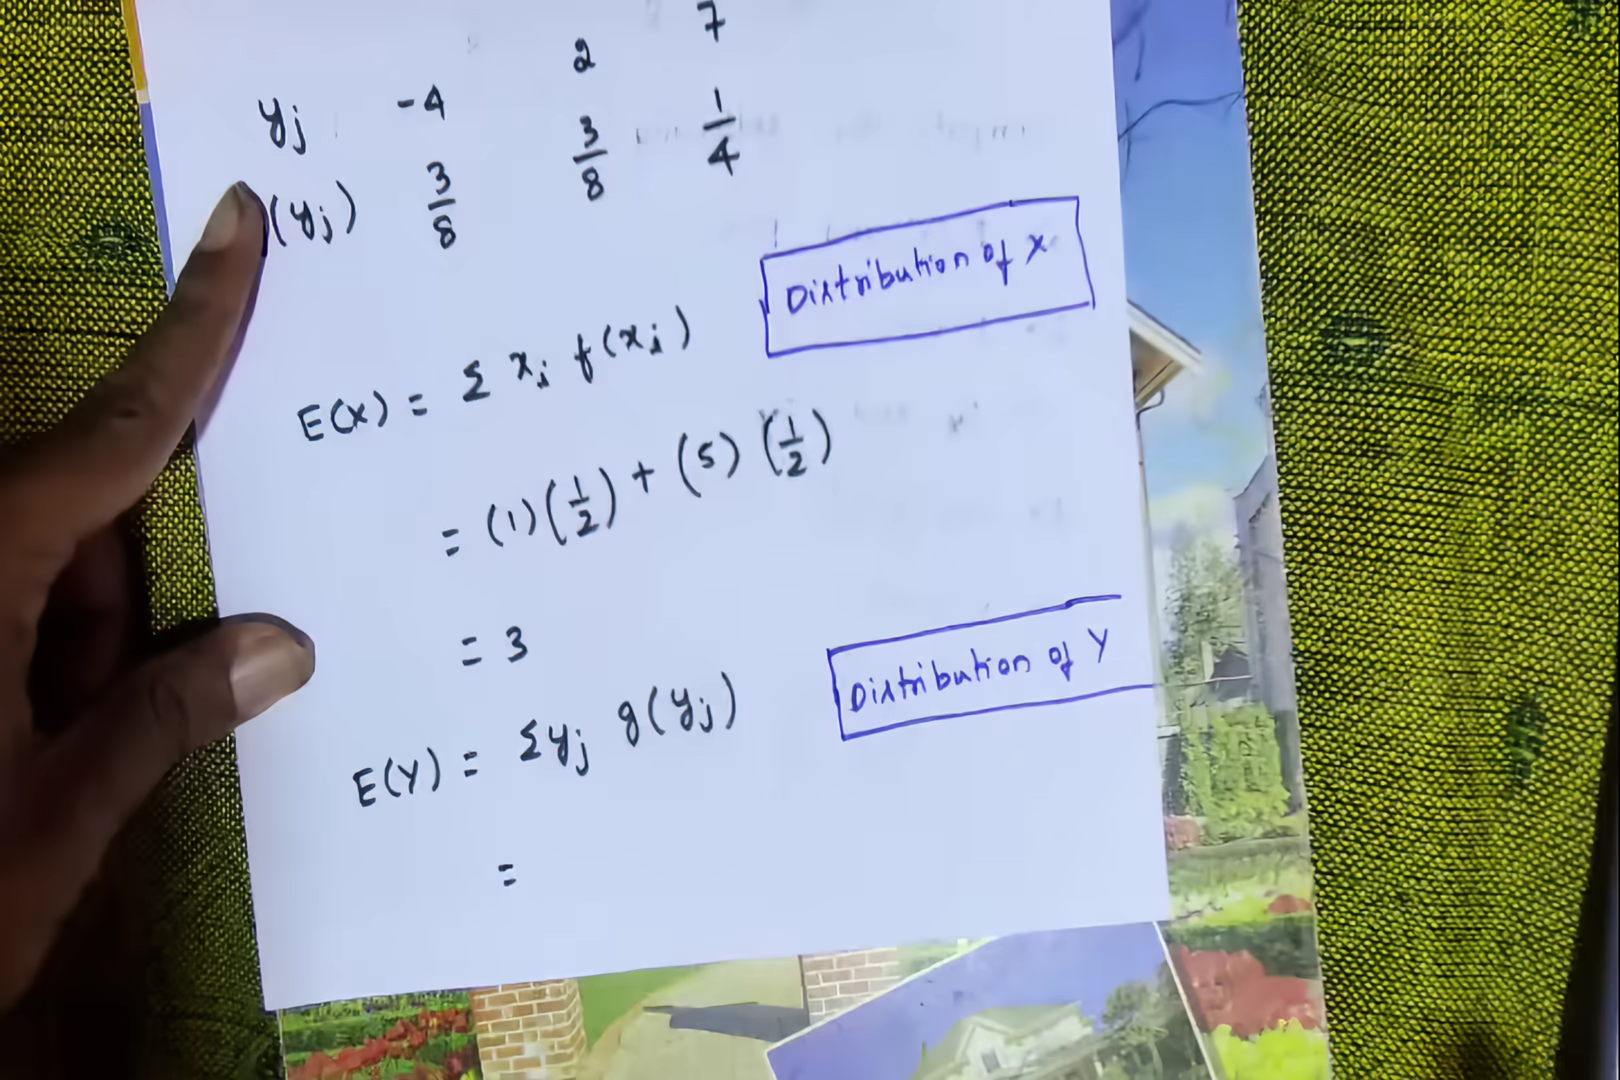 yj -4 2 7
(yj) 3/8 3/8 1/4
Distribution of X
E(X) = Σ xi f(xi)
= (1)(1/2) + (5)(1/2)
= 3
Distribution of Y
E(Y) = Σyj g(yj)
=